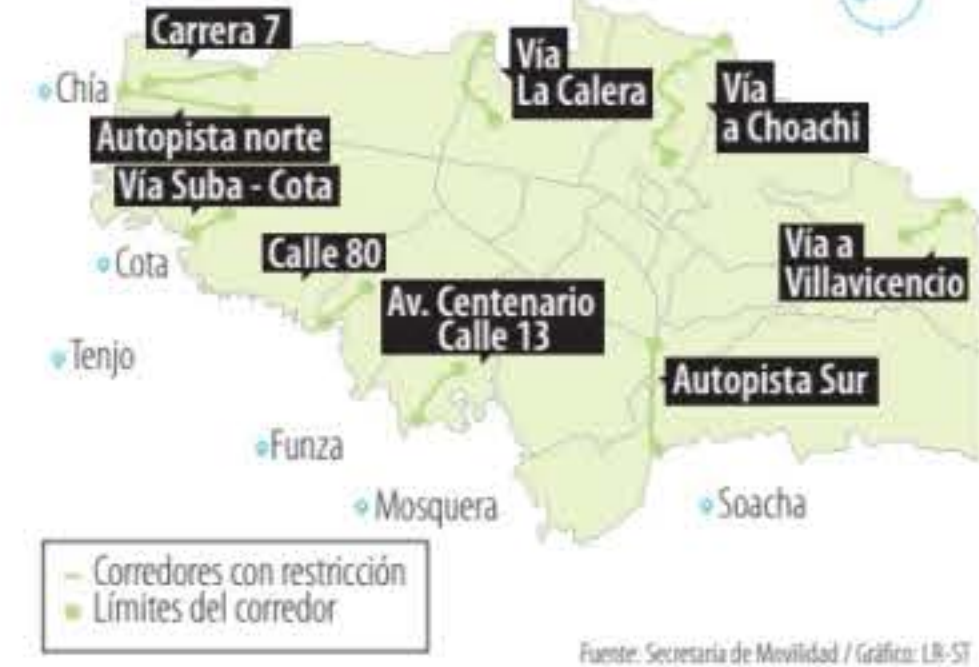 Carrera 7
Chía
Autopista norte
Vía Suba - Cota
Cota
Calle 80
Tenjo
Av. Centenario
Calle 13
Funza
Mosquera
Vía
La Calera
Vía
a Choachi
Vía a
Villavicencio
Autopista Sur
Soacha
Corredores con restricción
Límites del corredor
Fuente: Secretaría de Movilidad / Gráfico: LR-ST